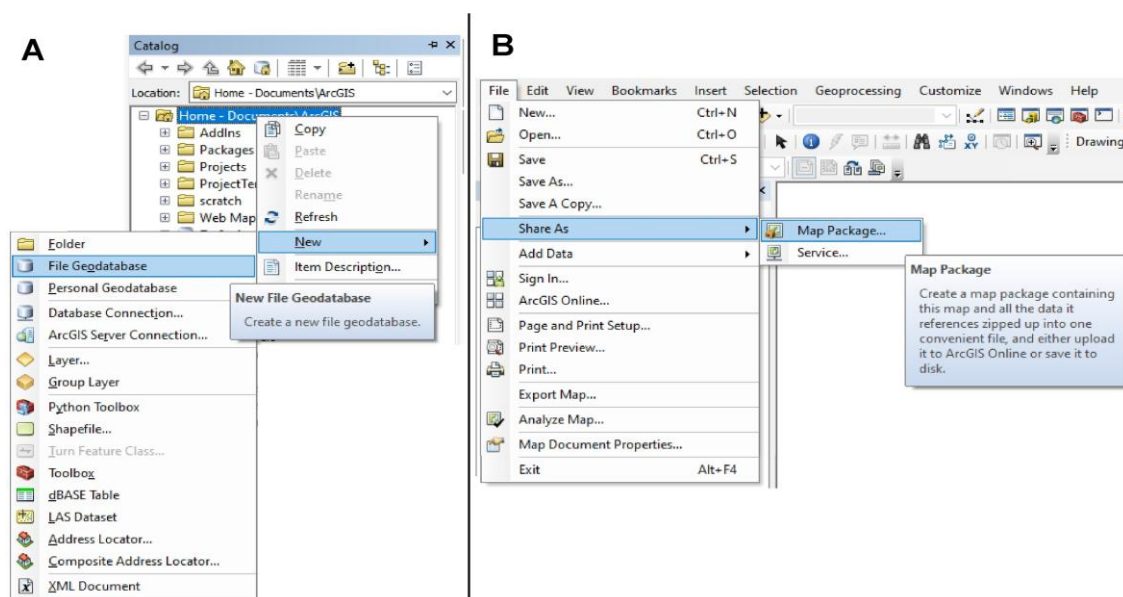 A
Catalog
Location: Home - Documents\ArcGIS
Home - Documents\ArcGIS
AddIns
Packages
Projects
ProjectTe
scratch
Web Map
Copy
Paste
Delete
Rename
Refresh
New
Item Description...
Folder
File Geodatabase
Personal Geodatabase
Database Connection...
ArcGIS Server Connection...
Layer...
Group Layer
Python Toolbox
Shapefile...
Turn Feature Class...
Toolbox
dBASE Table
LAS Dataset
Address Locator...
Composite Address Locator...
XML Document
New File Geodatabase
Create a new file geodatabase.
B
File Edit View Bookmarks Insert Selection Geoprocessing Customize Windows Help
New... Ctrl+N
Open... Ctrl+O
Save Ctrl+S
Save As...
Save A Copy...
Share As
Add Data
Sign In...
ArcGIS Online...
Page and Print Setup...
Print Preview...
Print...
Export Map...
Analyze Map...
Map Document Properties...
Exit Alt+F4
Drawing
Map Package...
Service...
Map Package
Create a map package containing
this map and all the data it
references zipped up into one
convenient file, and either upload
it to ArcGIS Online or save it to
disk.